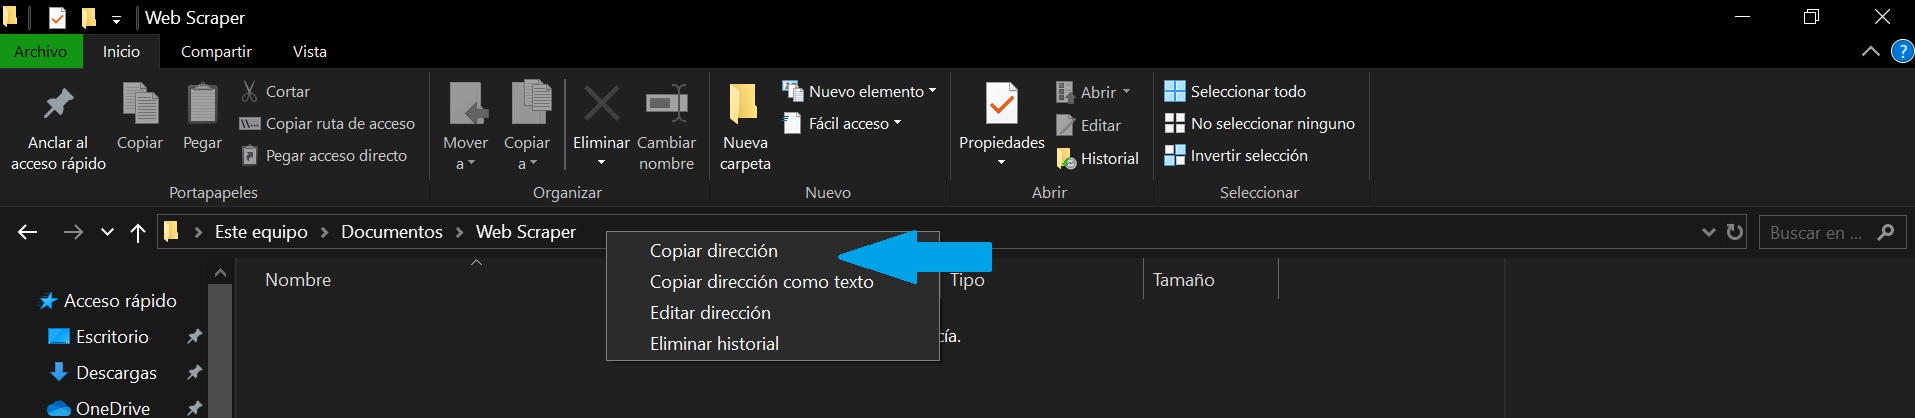 Web Scraper
Archivo Inicio Compartir Vista
?
Anclar al
acceso rápido
Copiar
Pegar
Cortar
Copiar ruta de acceso
Pegar acceso directo
Portapapeles
Mover
a
Copiar
a
Eliminar
Cambiar
nombre
Organizar
Nueva
carpeta
Nuevo elemento
Fácil acceso
Nuevo
Propiedades
Abrir
Editar
Historial
Abrir
Seleccionar todo
No seleccionar ninguno
Invertir selección
Seleccionar
Este equipo > Documentos > Web Scraper
Buscar en ...
Copiar dirección
Copiar dirección como texto
Editar dirección
Eliminar historial
Nombre Tipo Tamaño
cía.
Acceso rápido
Escritorio
Descargas
OneDrive